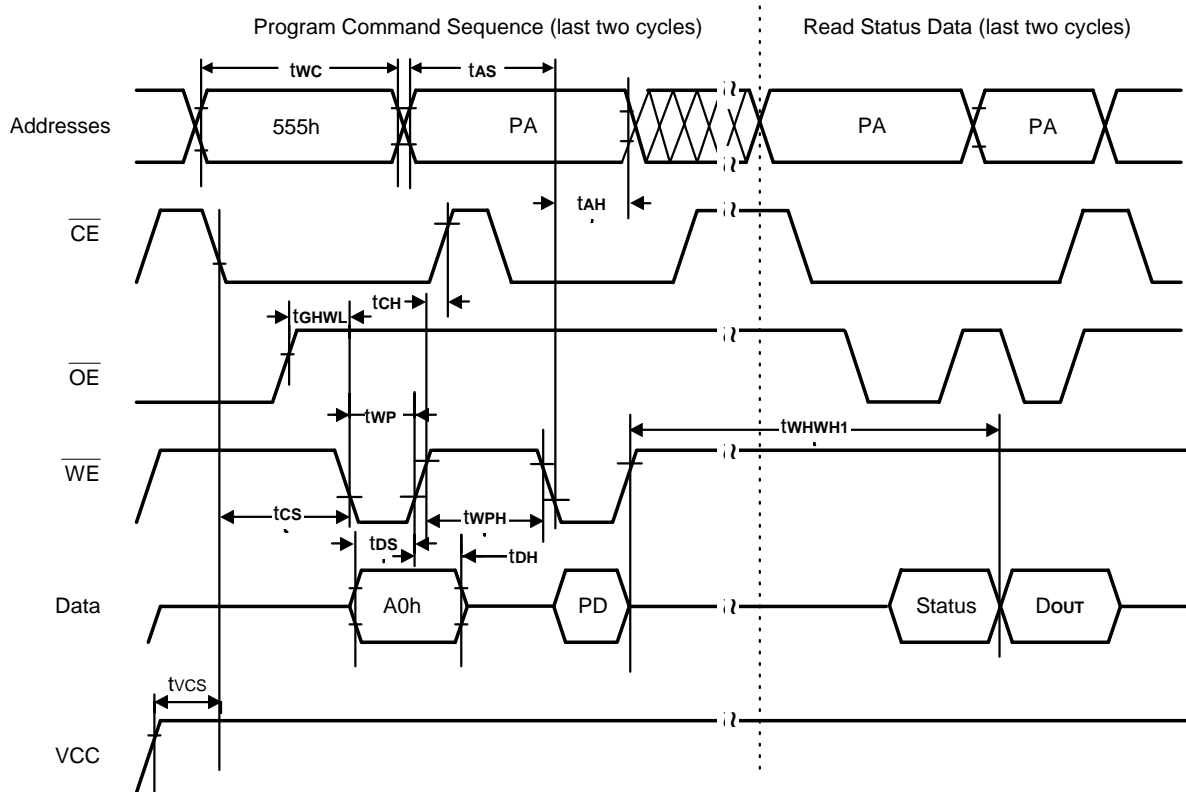 Program Command Sequence (last two cycles)
Read Status Data (last two cycles)
tWC
tAS
Addresses
555h
PA
PA
PA
tAH
CE
tCH
tGHWL
OE
tWP
tWHWH1
WE
tCS
tWPH
tDS
tDH
Data
A0h
PD
Status
DOUT
tVCS
VCC